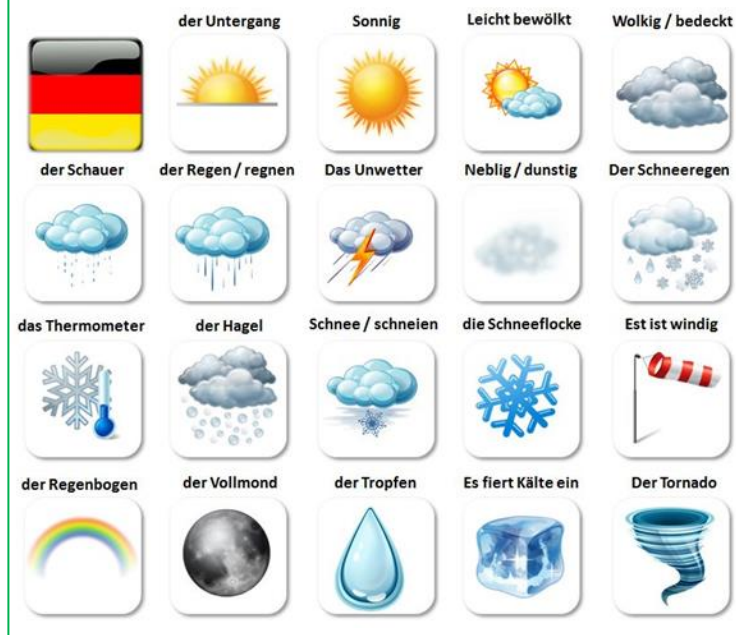 der Untergang
Sonnig
Leicht bewölkt
Wolkig / bedeckt
der Schauer
der Regen / regnen
Das Unwetter
Neblig / dunstig
Der Schneeregen
das Thermometer
der Hagel
Schnee / schneien
die Schneeflocke
Est ist windig
der Regenbogen
der Vollmond
der Tropfen
Es fiert Kälte ein
Der Tornado